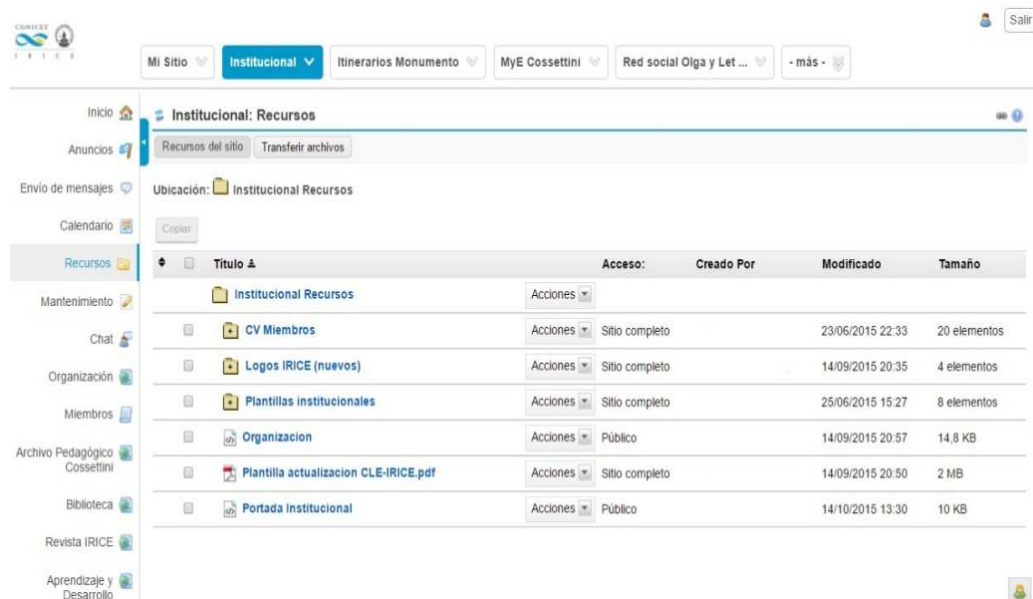 CONICET
I R I C E
Salir
Mi Sitio
Institucional
Itinerarios Monumento
MyE Cossettini
Red social Olga y Let ...
- más -
Inicio
Anuncios
Envío de mensajes
Calendario
Recursos
Mantenimiento
Chat
Organización
Miembros
Archivo Pedagógico
Cossettini
Biblioteca
Revista IRICE
Aprendizaje y
Desarrollo
Institucional: Recursos
Recursos del sitio Transferir archivos
Ubicación: Institucional Recursos
Copiar
Título Acceso: Creado Por Modificado Tamaño
Institucional Recursos Acciones
CV Miembros Acciones Sitio completo 23/06/2015 22:33 20 elementos
Logos IRICE (nuevos) Acciones Sitio completo 14/09/2015 20:35 4 elementos
Plantillas institucionales Acciones Sitio completo 25/06/2015 15:27 8 elementos
Organizacion Acciones Público 14/09/2015 20:57 14,8 KB
Plantilla actualizacion CLE-IRICE.pdf Acciones Sitio completo 14/09/2015 20:50 2 MB
Portada Institucional Acciones Público 14/10/2015 13:30 10 KB